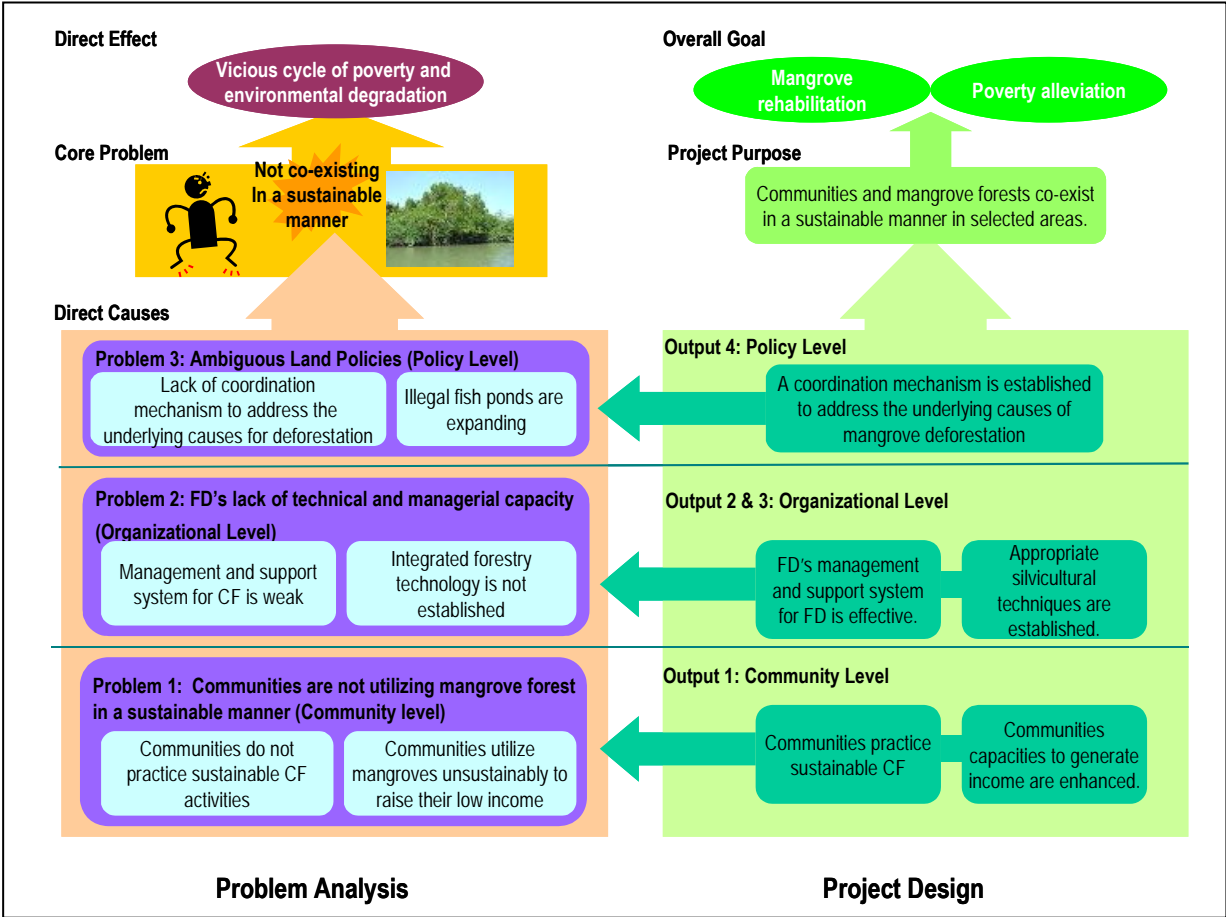 Direct Effect
Vicious cycle of poverty and
environmental degradation
Core Problem
Not co-existing
In a sustainable
manner
Direct Causes
Problem 3: Ambiguous Land Policies (Policy Level)
Lack of coordination
mechanism to address the
underlying causes for deforestation
Illegal fish ponds are
expanding
Problem 2: FD's lack of technical and managerial capacity
(Organizational Level)
Management and support
system for CF is weak
Integrated forestry
technology is not
established
Problem 1: Communities are not utilizing mangrove forest
in a sustainable manner (Community level)
Communities do not
practice sustainable CF
activities
Communities utilize
mangroves unsustainably to
raise their low income
Problem Analysis
Overall Goal
Mangrove
rehabilitation
Poverty alleviation
Project Purpose
Communities and mangrove forests co-exist
in a sustainable manner in selected areas.
Output 4: Policy Level
A coordination mechanism is established
to address the underlying causes of
mangrove deforestation
Output 2 & 3: Organizational Level
FD's management
and support system
for FD is effective.
Appropriate
silvicultural
techniques are
established.
Output 1: Community Level
Communities practice
sustainable CF
Communities
capacities to generate
income are enhanced.
Project Design